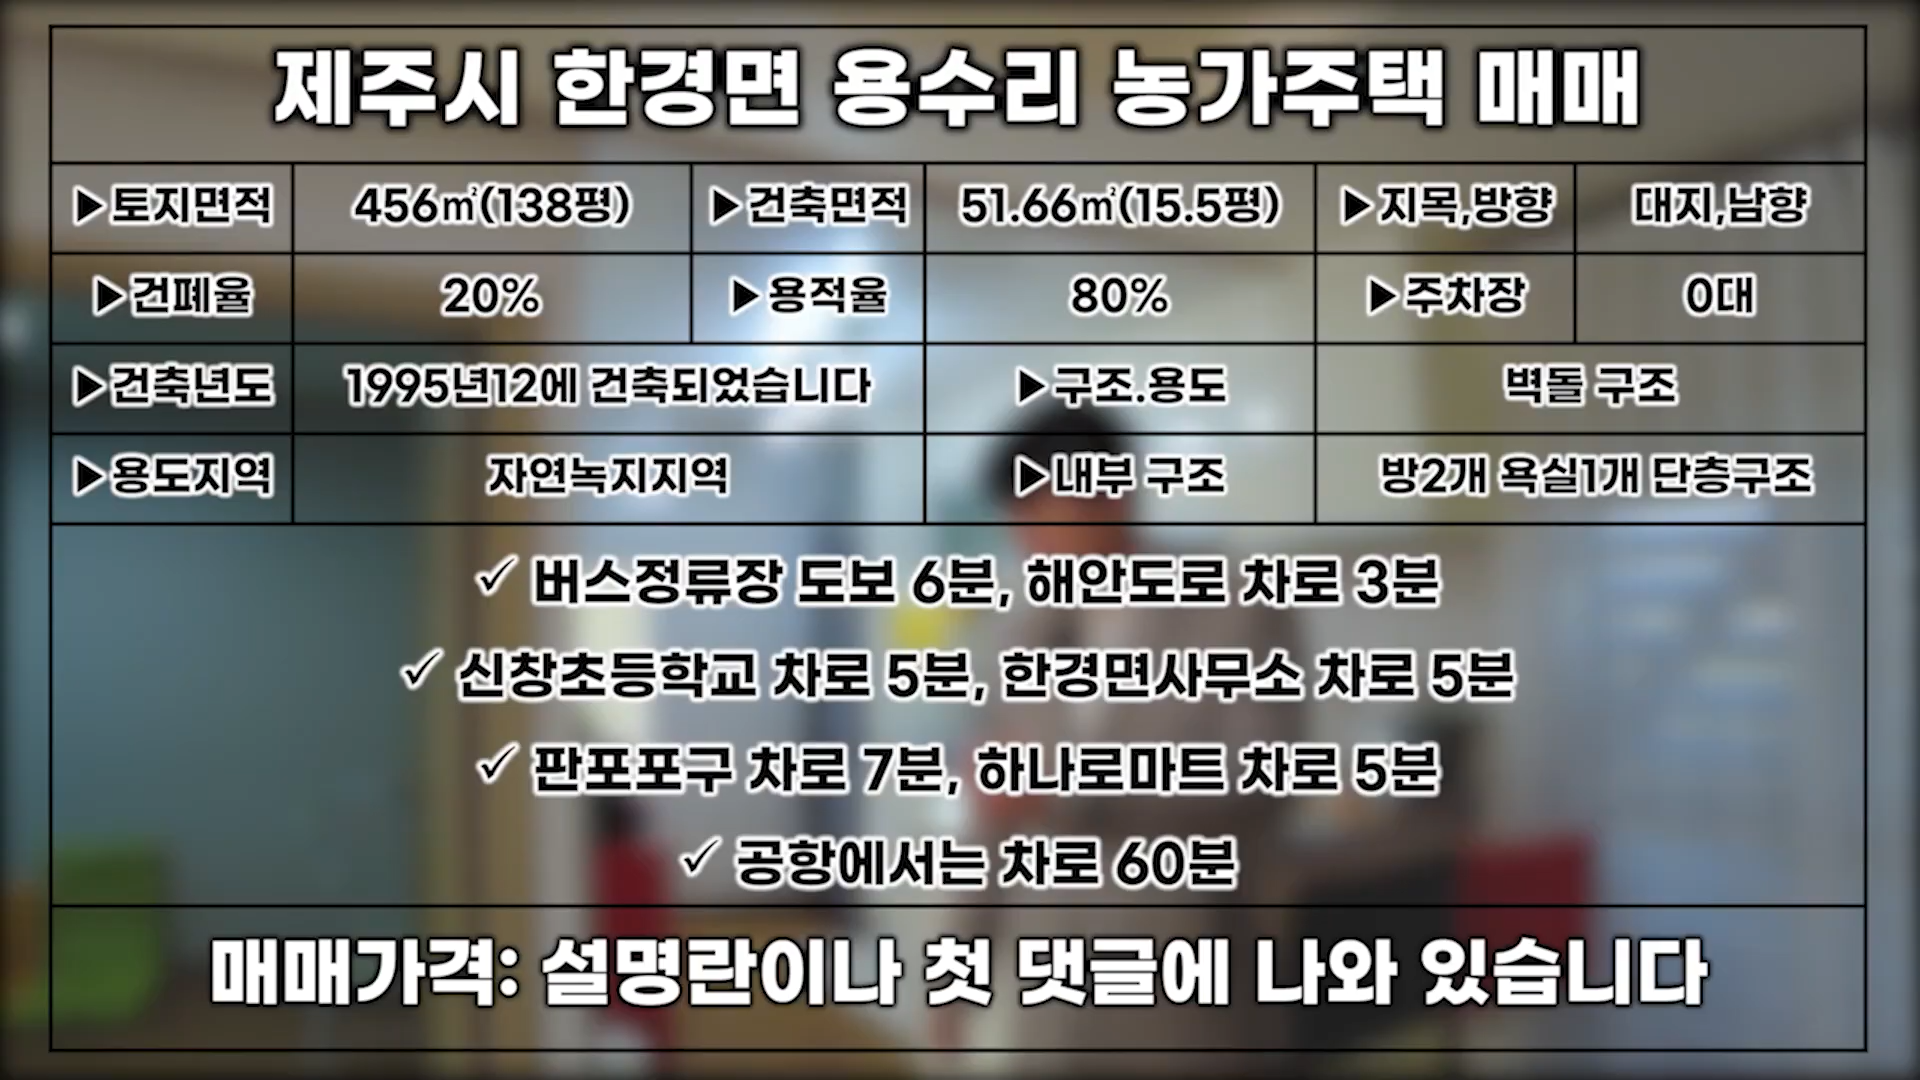 제주시 한경면 용수리 농가주택 매매
▶토지면적 456㎡(138평) ▶건축면적 51.66㎡(15.5평) ▶지목,방향 대지,남향
▶건폐율 20% ▶용적율 80% ▶주차장 0대
▶건축년도 1995년12에 건축되었습니다 ▶구조.용도 벽돌 구조
▶용도지역 자연녹지지역 ▶내부 구조 방2개 욕실1개 단층구조
✓ 버스정류장 도보 6분, 해안도로 차로 3분
✓ 신창초등학교 차로 5분, 한경면사무소 차로 5분
✓ 판포포구 차로 7분, 하나로마트 차로 5분
✓ 공항에서는 차로 60분
매매가격: 설명란이나 첫 댓글에 나와 있습니다